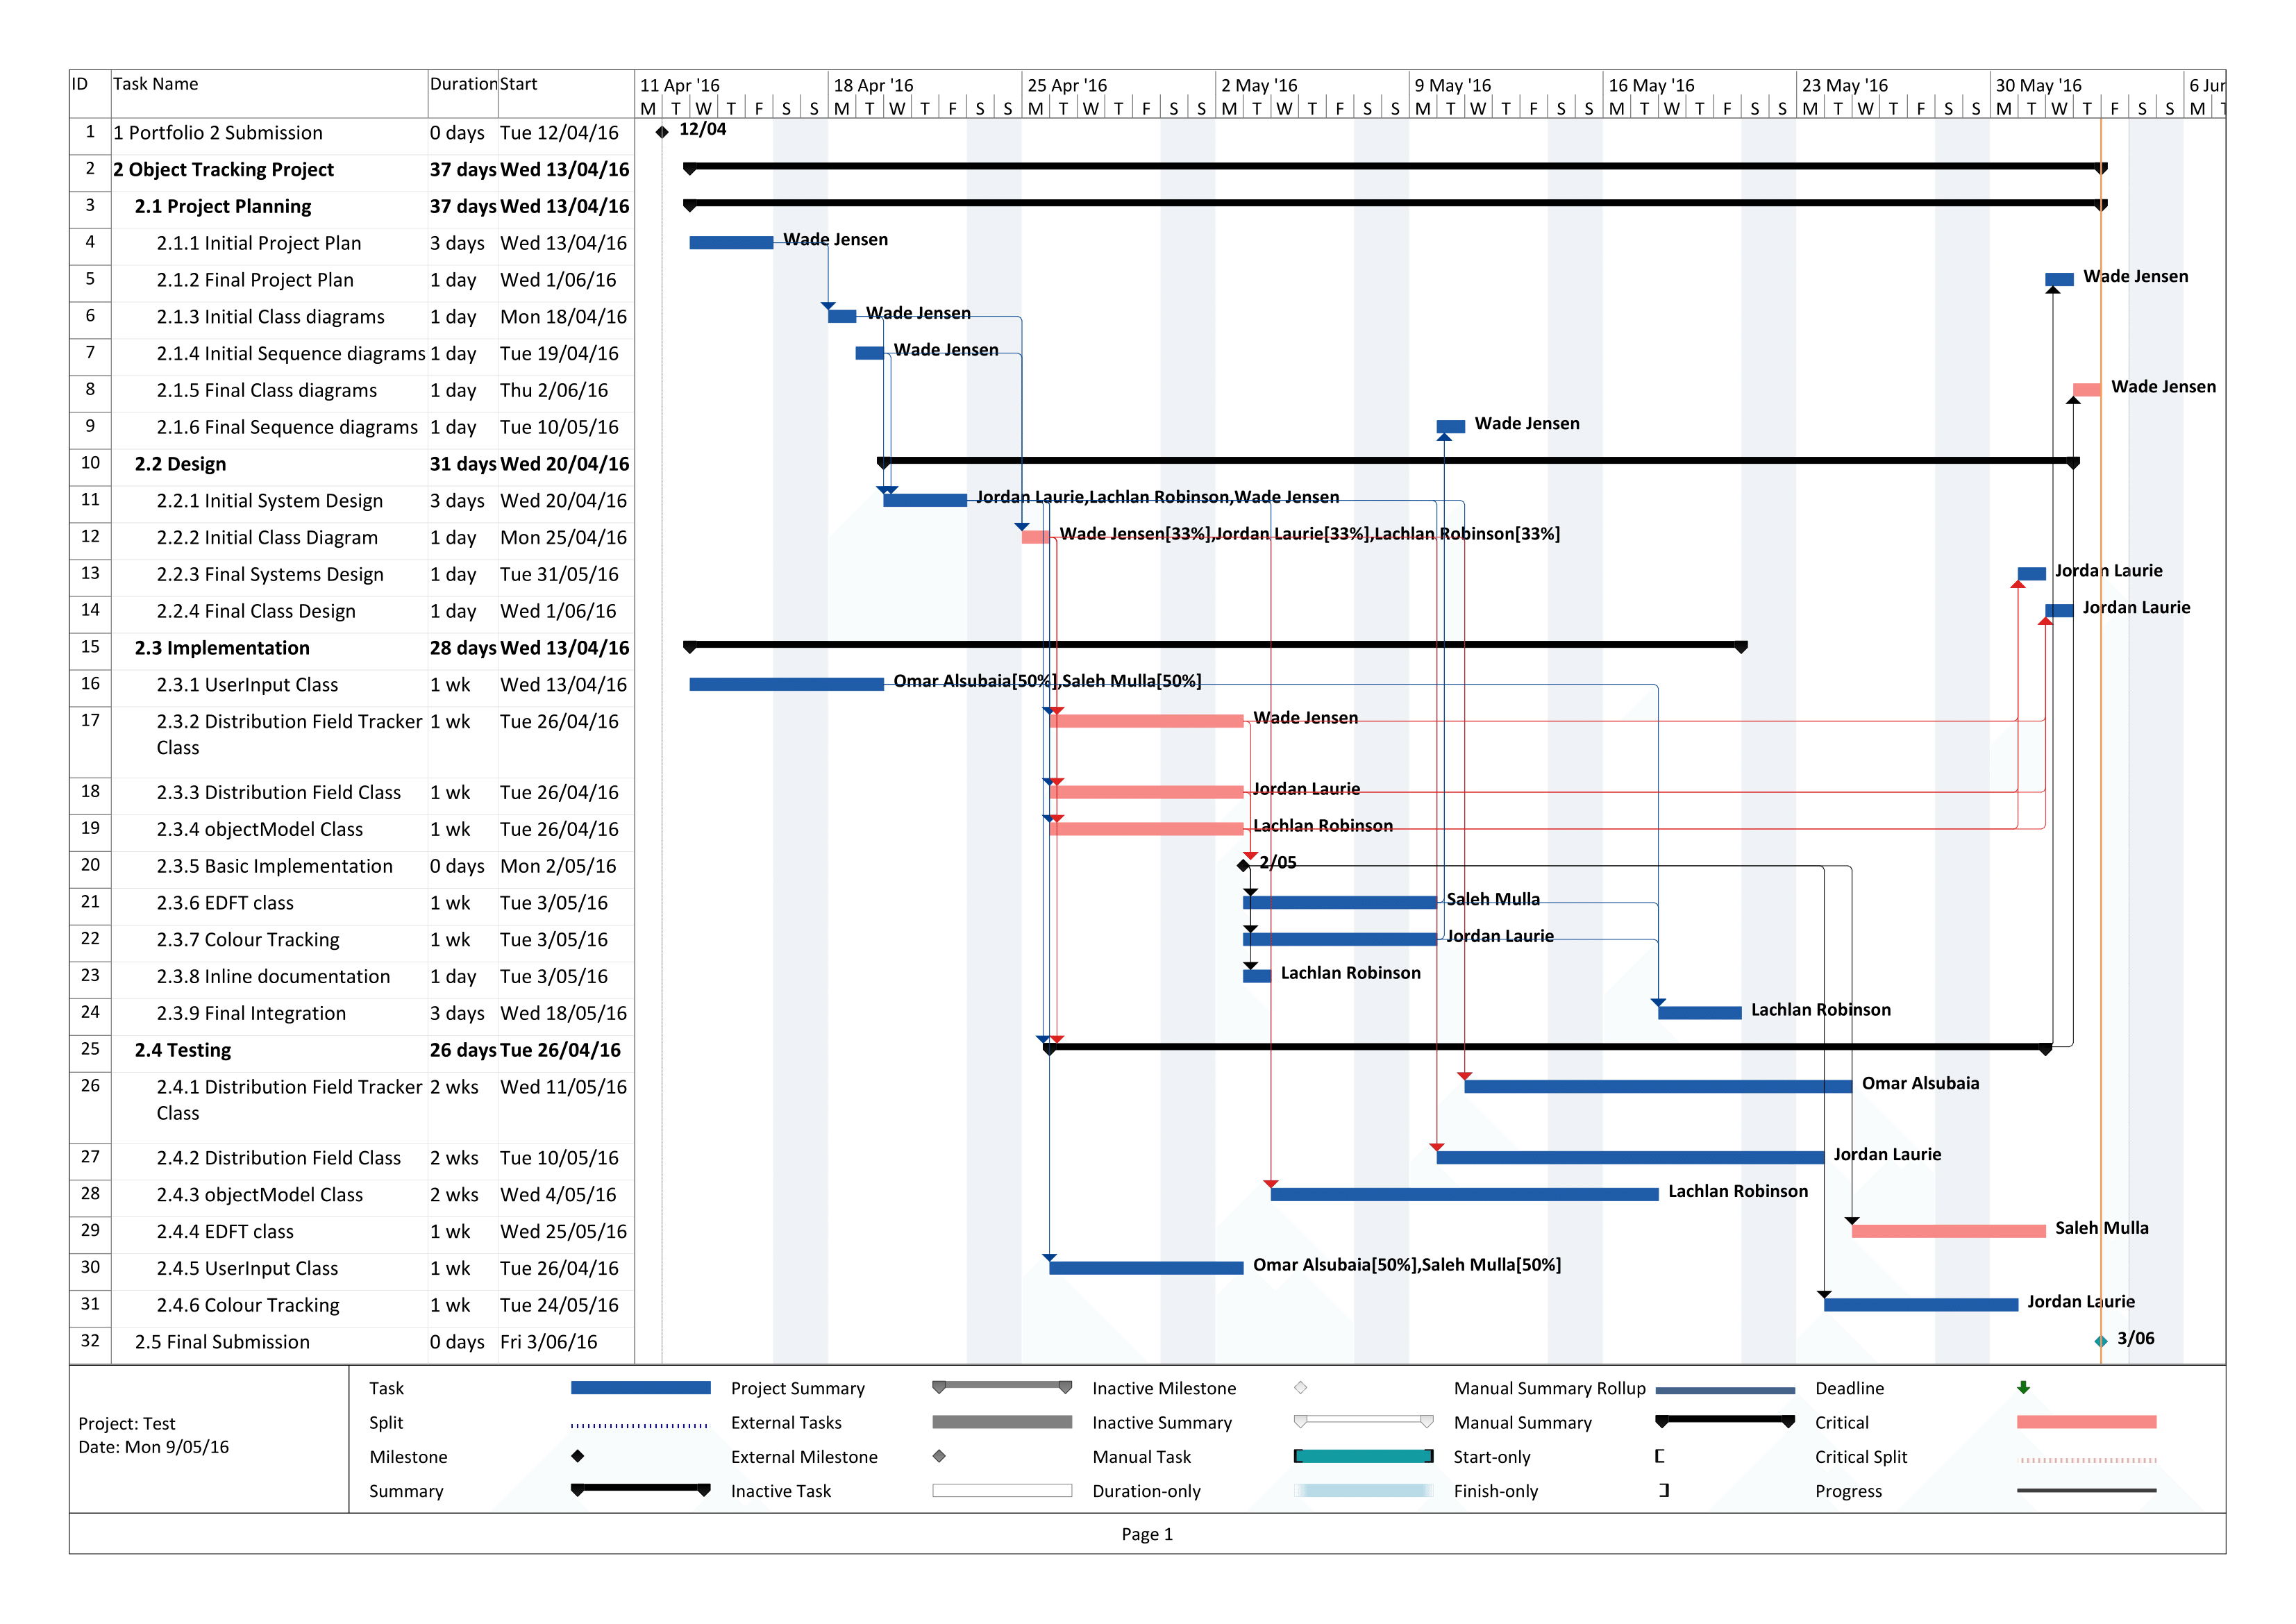 ID Task Name Duration Start 11 Apr '16 18 Apr '16 25 Apr '16 2 May '16 9 May '16 16 May '16 23 May '16 30 May '16 6 Jun
M T W T F S S M T W T F S S M T W T F S S M T W T F S S M T W T F S S M T W T F S S M T W T F S S M T W T F S S M T
1 1 Portfolio 2 Submission 0 days Tue 12/04/16 12/04
2 2 Object Tracking Project 37 days Wed 13/04/16
3 2.1 Project Planning 37 days Wed 13/04/16
4 2.1.1 Initial Project Plan 3 days Wed 13/04/16 Wade Jensen
5 2.1.2 Final Project Plan 1 day Wed 1/06/16 Wade Jensen
6 2.1.3 Initial Class diagrams 1 day Mon 18/04/16 Wade Jensen
7 2.1.4 Initial Sequence diagrams 1 day Tue 19/04/16 Wade Jensen
8 2.1.5 Final Class diagrams 1 day Thu 2/06/16 Wade Jensen
9 2.1.6 Final Sequence diagrams 1 day Tue 10/05/16 Wade Jensen
10 2.2 Design 31 days Wed 20/04/16
11 2.2.1 Initial System Design 3 days Wed 20/04/16 Jordan Laurie,Lachlan Robinson,Wade Jensen
12 2.2.2 Initial Class Diagram 1 day Mon 25/04/16 Wade Jensen[33%],Jordan Laurie[33%],Lachlan Robinson[33%]
13 2.2.3 Final Systems Design 1 day Tue 31/05/16 Jordan Laurie
14 2.2.4 Final Class Design 1 day Wed 1/06/16 Jordan Laurie
15 2.3 Implementation 28 days Wed 13/04/16
16 2.3.1 UserInput Class 1 wk Wed 13/04/16 Omar Alsubaia[50%],Saleh Mulla[50%]
17 2.3.2 Distribution Field Tracker 1 wk Tue 26/04/16 Wade Jensen
Class
18 2.3.3 Distribution Field Class 1 wk Tue 26/04/16 Jordan Laurie
19 2.3.4 objectModel Class 1 wk Tue 26/04/16 Lachlan Robinson
20 2.3.5 Basic Implementation 0 days Mon 2/05/16 2/05
21 2.3.6 EDFT class 1 wk Tue 3/05/16 Saleh Mulla
22 2.3.7 Colour Tracking 1 wk Tue 3/05/16 Jordan Laurie
23 2.3.8 Inline documentation 1 day Tue 3/05/16 Lachlan Robinson
24 2.3.9 Final Integration 3 days Wed 18/05/16 Lachlan Robinson
25 2.4 Testing 26 days Tue 26/04/16
26 2.4.1 Distribution Field Tracker 2 wks Wed 11/05/16 Omar Alsubaia
Class
27 2.4.2 Distribution Field Class 2 wks Tue 10/05/16 Jordan Laurie
28 2.4.3 objectModel Class 2 wks Wed 4/05/16 Lachlan Robinson
29 2.4.4 EDFT class 1 wk Wed 25/05/16 Saleh Mulla
30 2.4.5 UserInput Class 1 wk Tue 26/04/16 Omar Alsubaia[50%],Saleh Mulla[50%]
31 2.4.6 Colour Tracking 1 wk Tue 24/05/16 Jordan Laurie
32 2.5 Final Submission 0 days Fri 3/06/16 3/06
Project: Test
Date: Mon 9/05/16
Task Project Summary Inactive Milestone Manual Summary Rollup Deadline
Split External Tasks Inactive Summary Manual Summary Critical
Milestone External Milestone Manual Task Start-only Critical Split
Summary Inactive Task Duration-only Finish-only Progress
Page 1